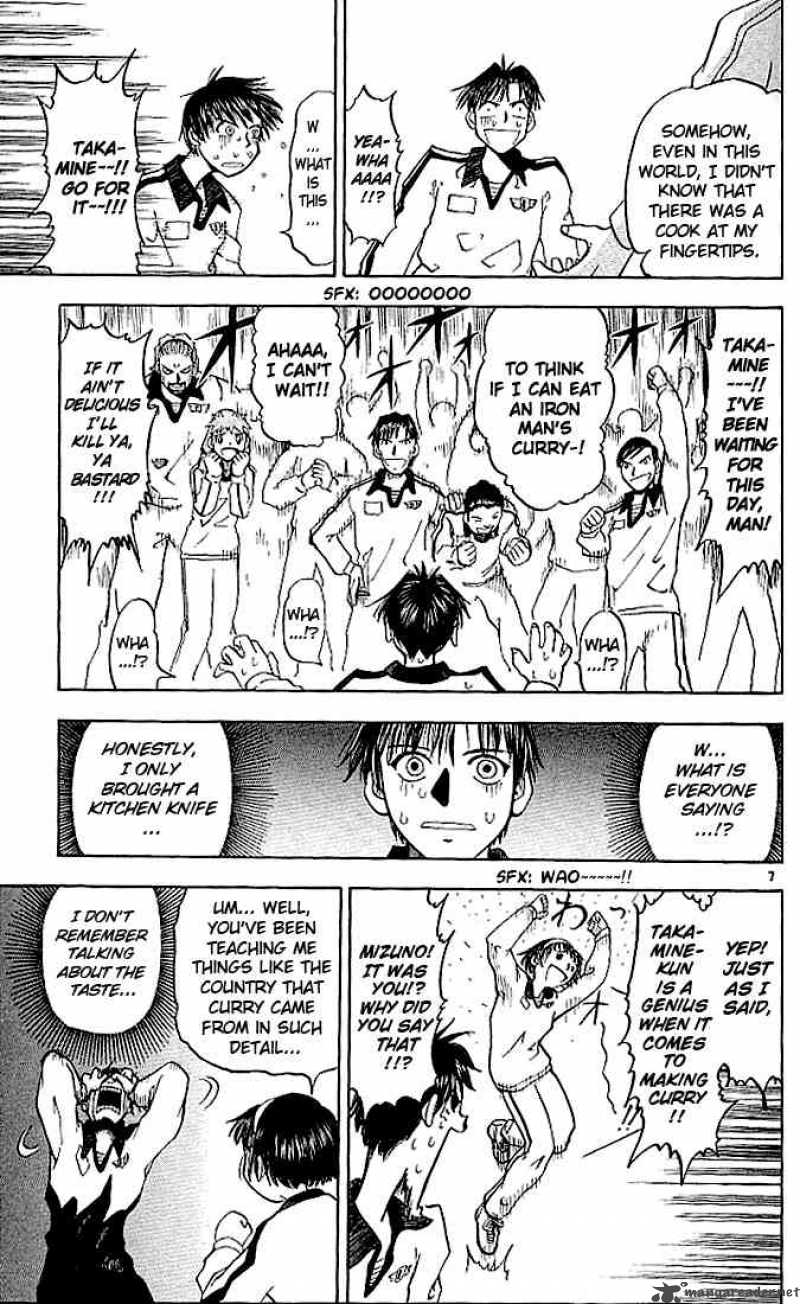 SOMEHOW,
EVEN IN THIS
WORLD, I DIDN'T
KNOW THAT
THERE WAS A
COOK AT MY
FINGERTIPS.
YEA-
WHA
AAAA
!!?
W
...
WHAT
IS
THIS
...
TAKA-
MINE~~!!
GO FOR
IT~~!!!
SFX: OOOOOOOO
TAKA-
MINE
~~~!!
I'VE
BEEN
WAITING
FOR
THIS
DAY,
MAN!
TO THINK
IF I CAN EAT
AN IRON
MAN'S
CURRY~!
AHAAA,
I CAN'T
WAIT!!
IF IT
AIN'T
DELICIOUS
I'LL
KILL YA,
YA
BASTARD
!!!
オ
オ
オ
オ
オ
WHA
...!?
WHA
...!?
WHA
...!?
W...
WHAT IS
EVERYONE
SAYING
...!?
HONESTLY,
I ONLY
BROUGHT A
KITCHEN KNIFE
...
7
SFX: WAO~~~~~!!
YEP!
JUST
AS I
SAID,
TAKA-
MINE-
KUN
IS A
GENIUS
WHEN IT
COMES
TO
MAKING
CURRY
!!
わ
MIZUNO!
IT WAS
YOU!?
WHY DID
YOU SAY
THAT
!!?
UM... WELL,
YOU'VE BEEN
TEACHING ME
THINGS LIKE THE
COUNTRY THAT
CURRY CAME
FROM IN SUCH
DETAIL...
I DON'T
REMEMBER
TALKING
ABOUT THE
TASTE...
mangareader.net